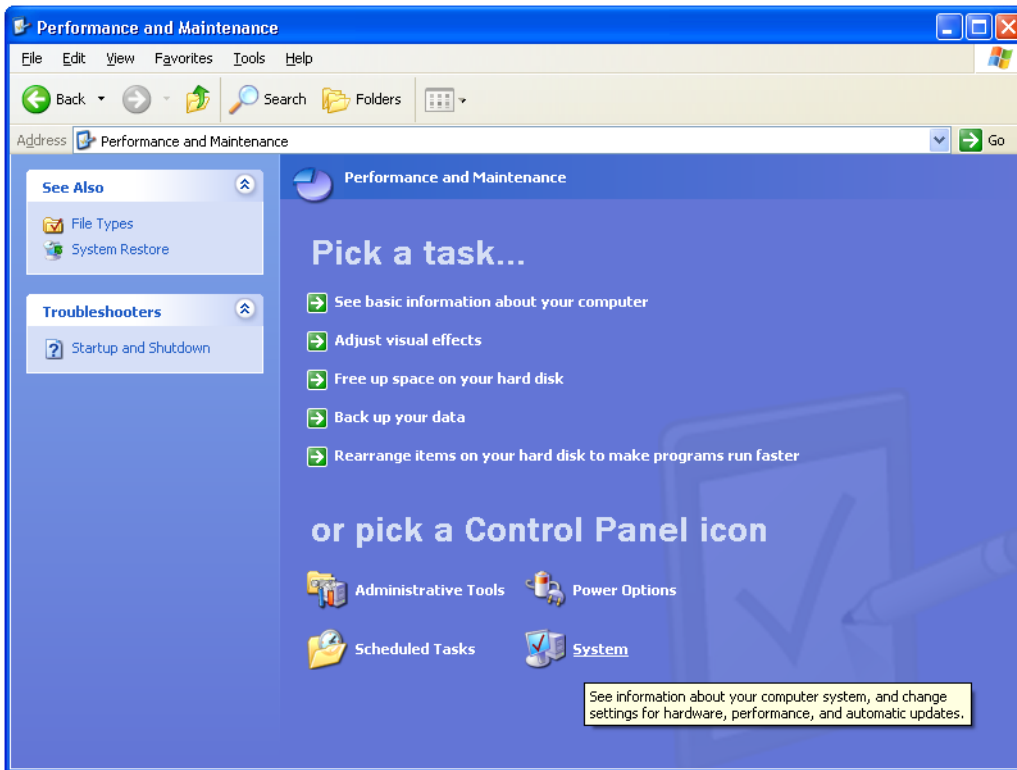 Performance and Maintenance
File Edit View Favorites Tools Help
Back Search Folders
Address Performance and Maintenance Go
See Also
File Types
System Restore
Troubleshooters
Startup and Shutdown
Performance and Maintenance
Pick a task...
See basic information about your computer
Adjust visual effects
Free up space on your hard disk
Back up your data
Rearrange items on your hard disk to make programs run faster
or pick a Control Panel icon
Administrative Tools Power Options
Scheduled Tasks System
See information about your computer system, and change
settings for hardware, performance, and automatic updates.